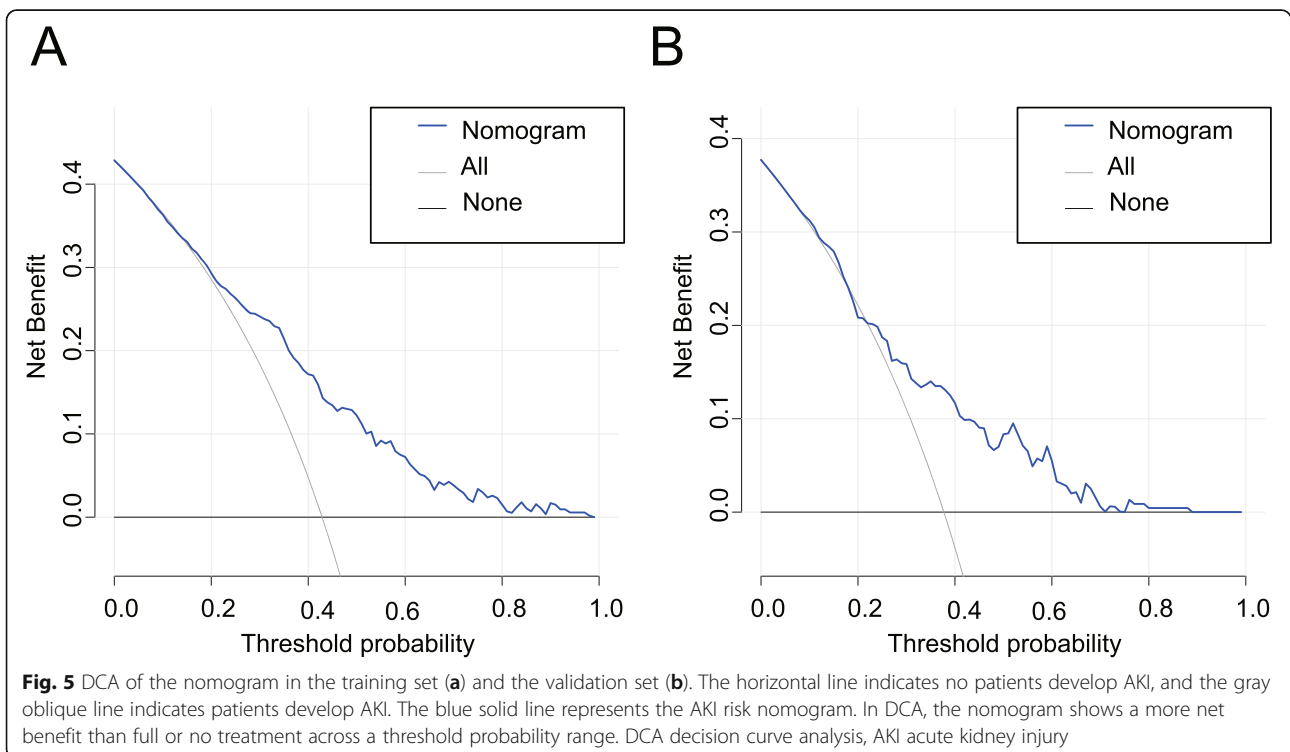 A
B
Nomogram
All
None
Net Benefit
0.4
0.3
0.2
0.1
0.0
0.0 0.2 0.4 0.6 0.8 1.0
Threshold probability
Nomogram
All
None
Net Benefit
0.4
0.3
0.2
0.1
0.0
0.0 0.2 0.4 0.6 0.8 1.0
Threshold probability
Fig. 5 DCA of the nomogram in the training set (a) and the validation set (b). The horizontal line indicates no patients develop AKI, and the gray
oblique line indicates patients develop AKI. The blue solid line represents the AKI risk nomogram. In DCA, the nomogram shows a more net
benefit than full or no treatment across a threshold probability range. DCA decision curve analysis, AKI acute kidney injury